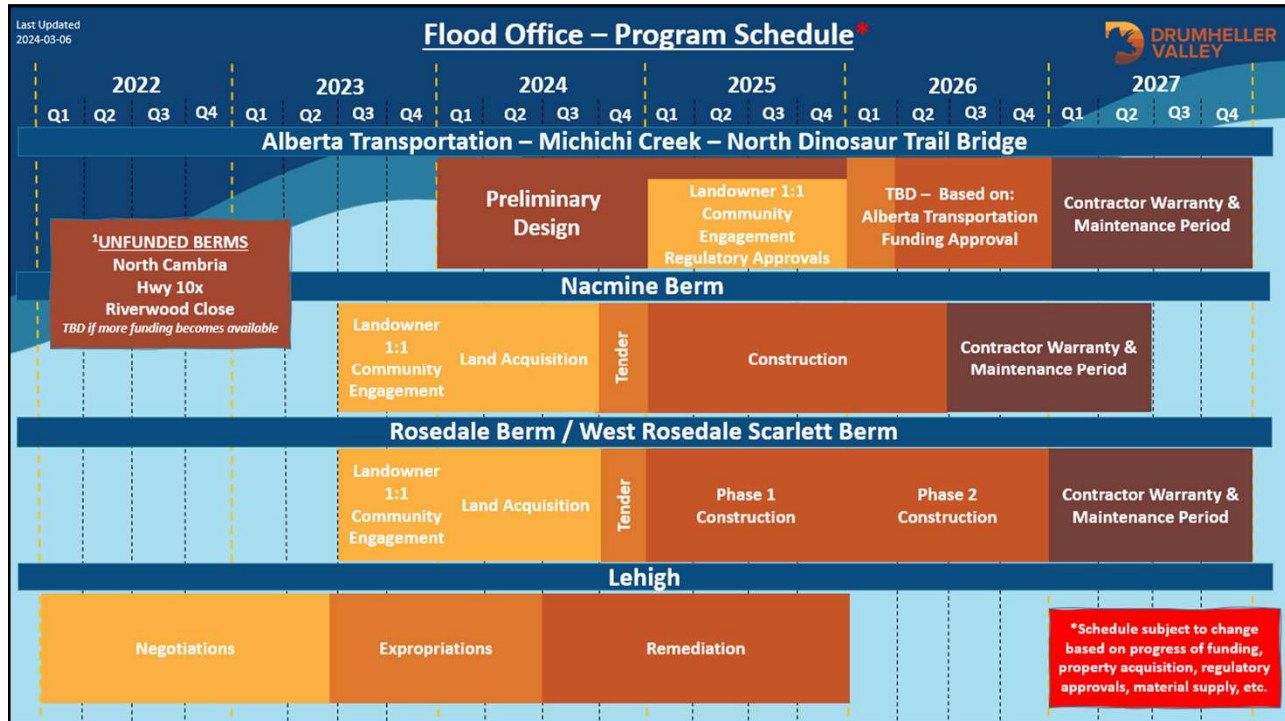 Last Updated
2024-03-06
Flood Office – Program Schedule*
DRUMHELLER
VALLEY
2022 2023 2024 2025 2026 2027
Q1 Q2 Q3 Q4 Q1 Q2 Q3 Q4 Q1 Q2 Q3 Q4 Q1 Q2 Q3 Q4 Q1 Q2 Q3 Q4 Q1 Q2 Q3 Q4
Alberta Transportation – Michichi Creek – North Dinosaur Trail Bridge
Preliminary
Design
Landowner 1:1
Community
Engagement
Regulatory Approvals
TBD – Based on:
Alberta Transportation
Funding Approval
Contractor Warranty &
Maintenance Period
1UNFUNDED BERMS
North Cambria
Hwy 10x
Riverwood Close
TBD if more funding becomes available
Nacmine Berm
Landowner
1:1
Community
Engagement
Land Acquisition
Tender
Construction
Contractor Warranty &
Maintenance Period
Rosedale Berm / West Rosedale Scarlett Berm
Landowner
1:1
Community
Engagement
Land Acquisition
Tender
Phase 1
Construction
Phase 2
Construction
Contractor Warranty &
Maintenance Period
Lehigh
Negotiations
Expropriations
Remediation
*Schedule subject to change
based on progress of funding,
property acquisition, regulatory
approvals, material supply, etc.